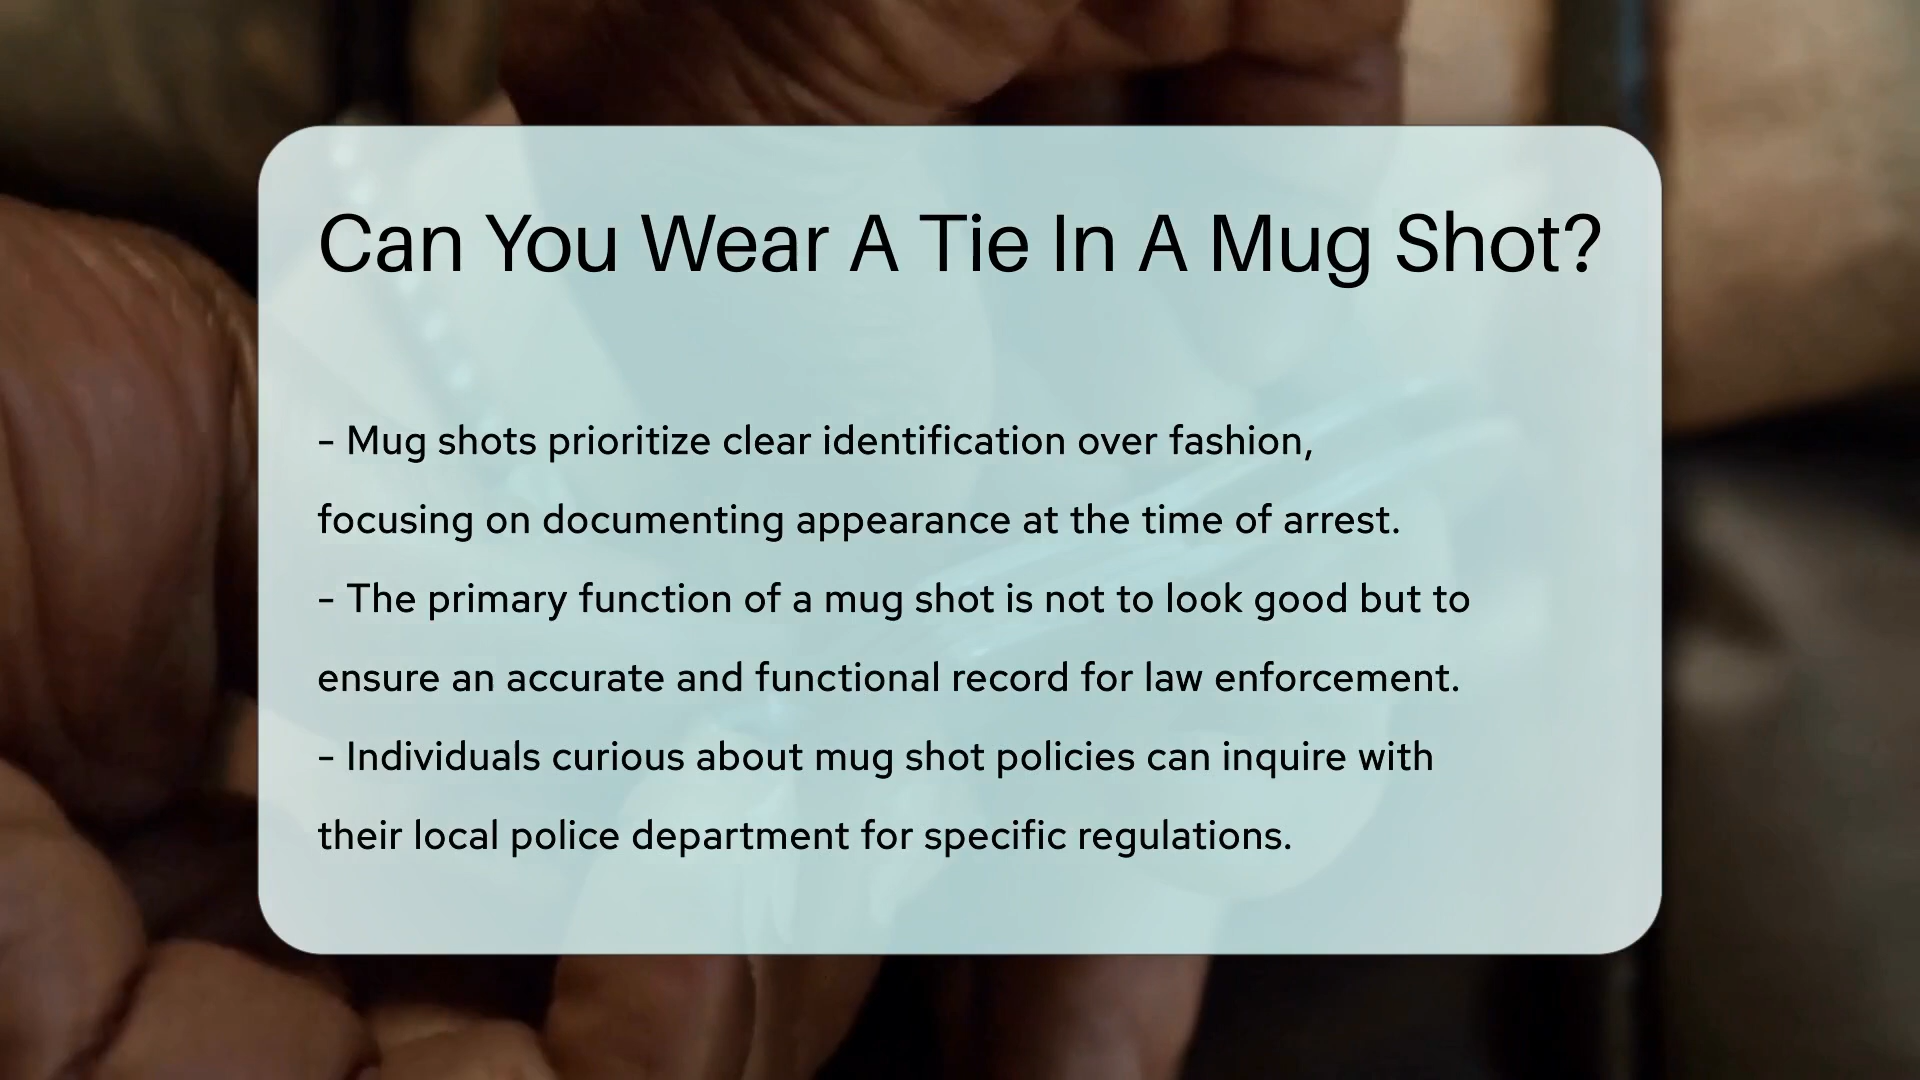 Can You Wear A Tie In A Mug Shot?
- Mug shots prioritize clear identification over fashion,
focusing on documenting appearance at the time of arrest.
- The primary function of a mug shot is not to look good but to
ensure an accurate and functional record for law enforcement.
- Individuals curious about mug shot policies can inquire with
their local police department for specific regulations.